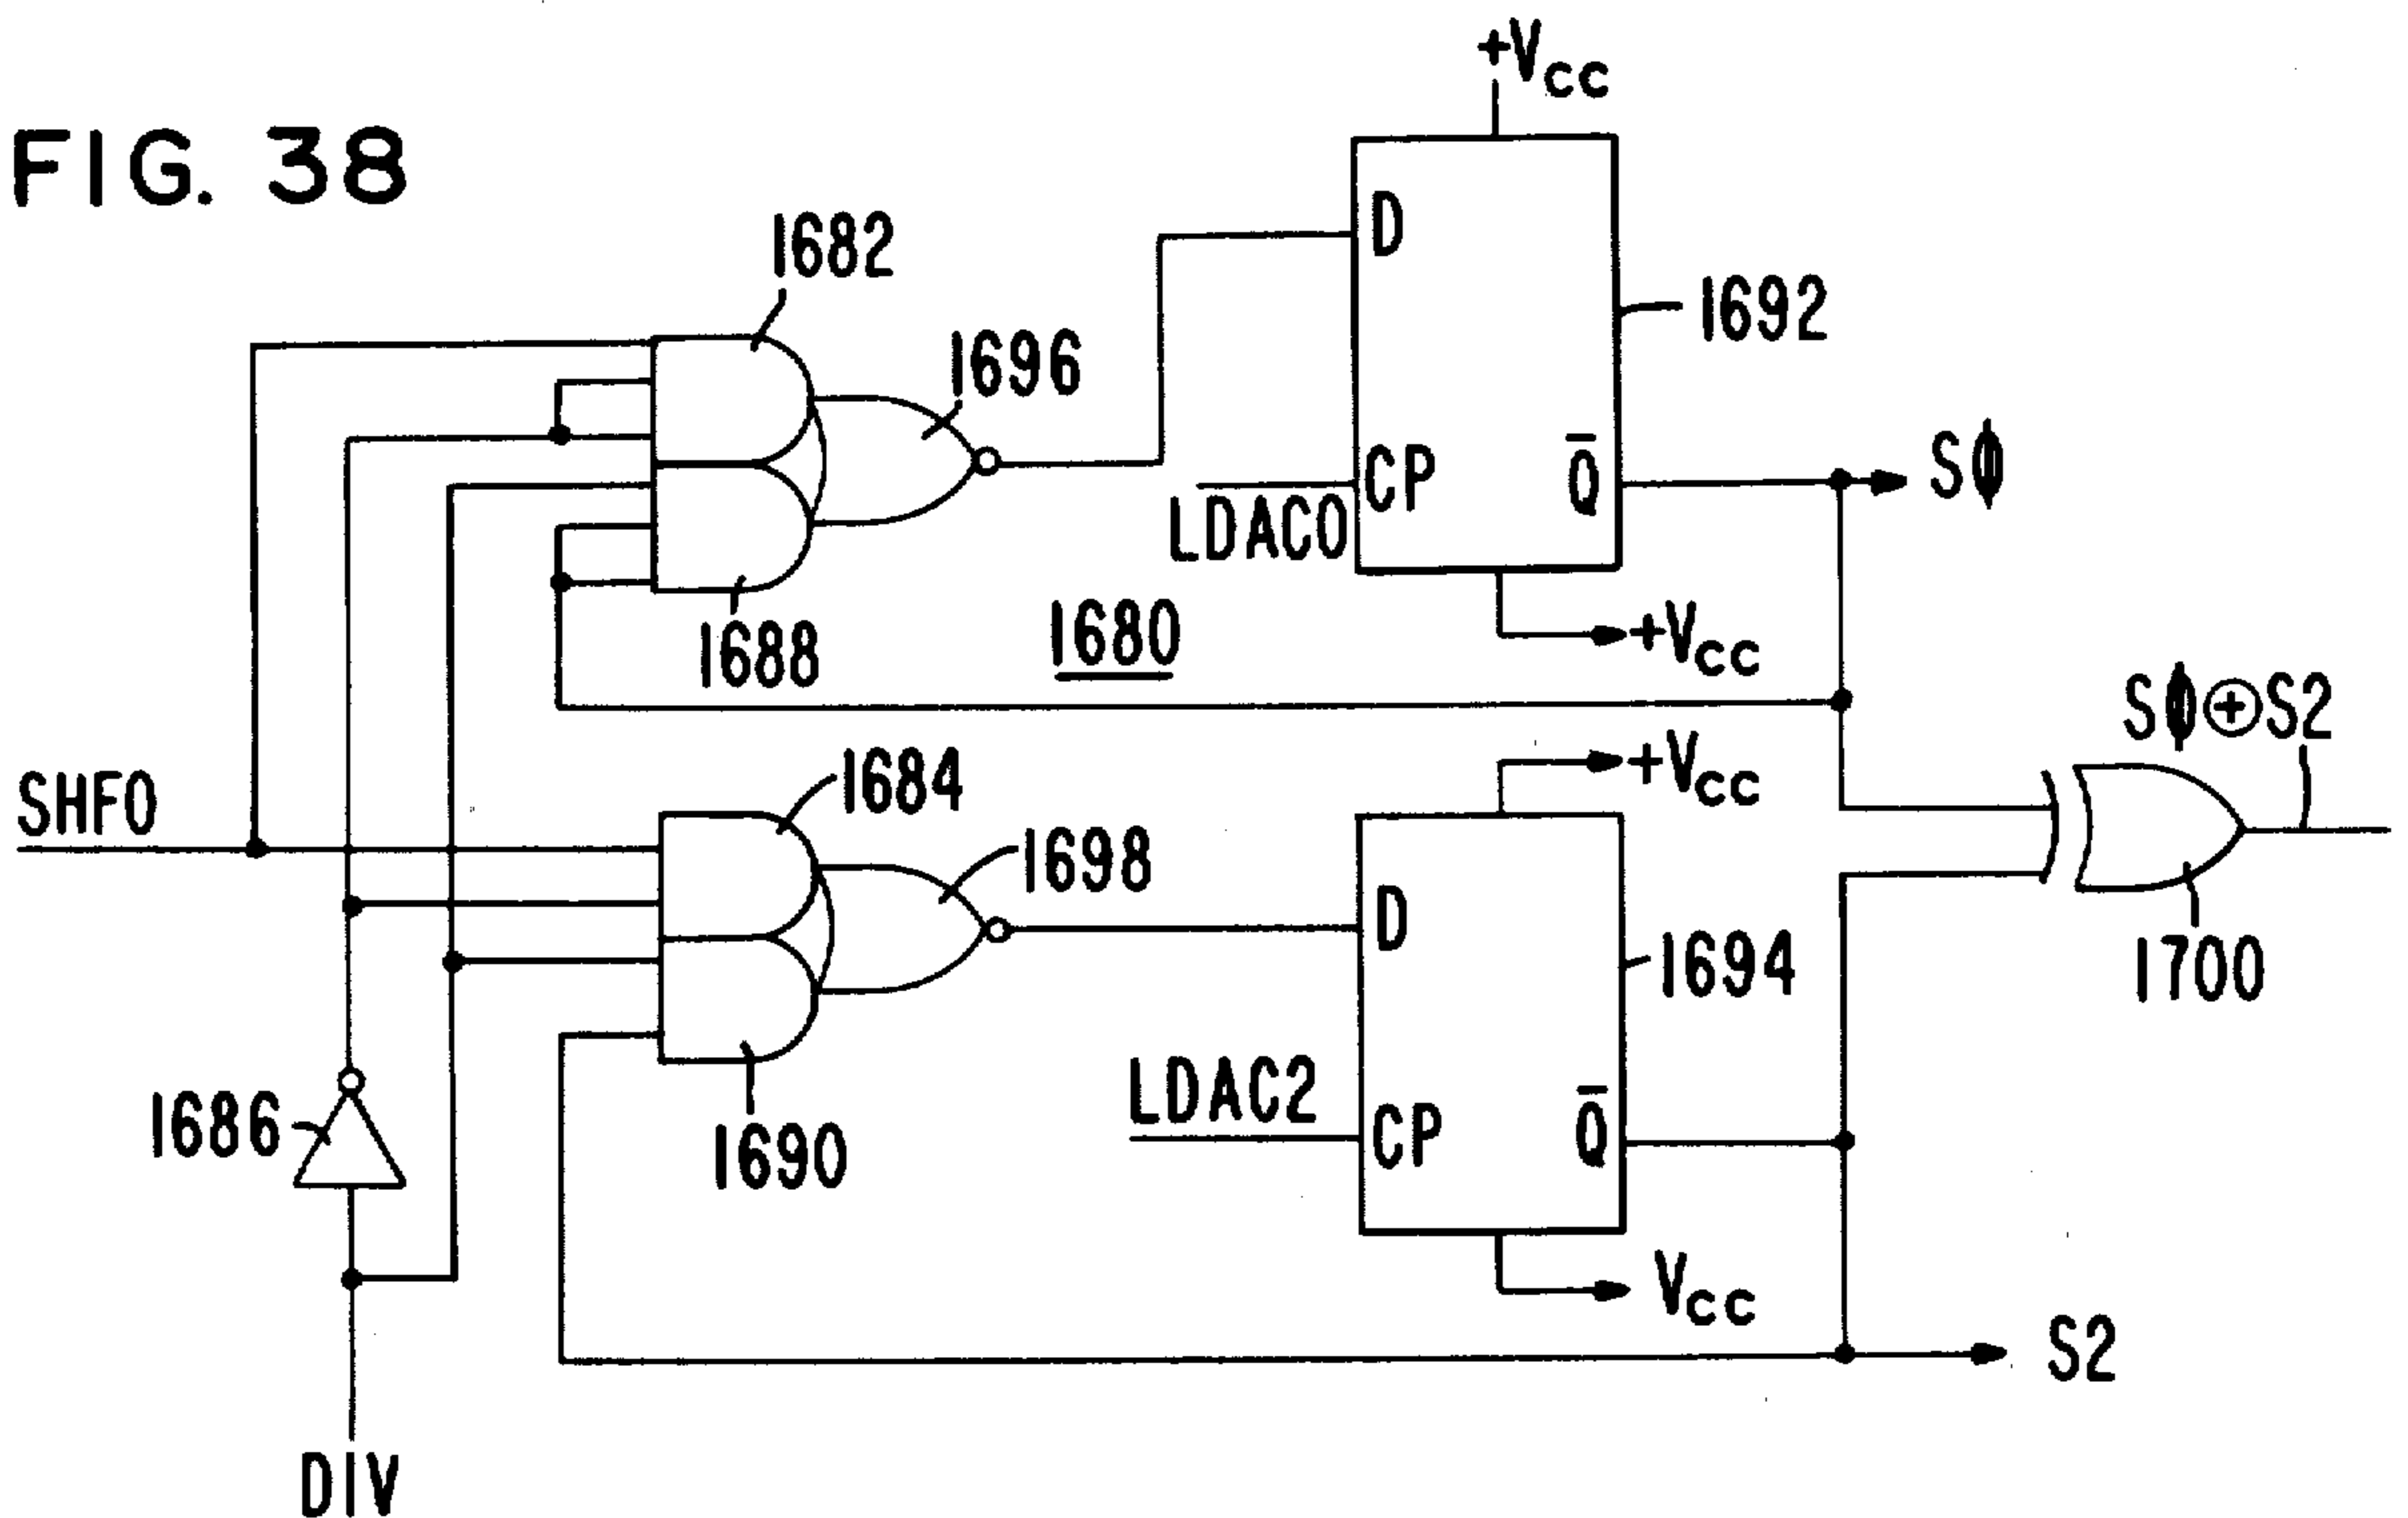 FIG. 38
+Vcc
1682
D
1692
1696
CP
Q̅
SΦ
LDAC0
1688
1680
+Vcc
SΦ⊕S2
1684
+Vcc
SHF0
1698
D
1694
1700
LDAC2
1686
CP
Q̅
1690
Vcc
S2
DIV